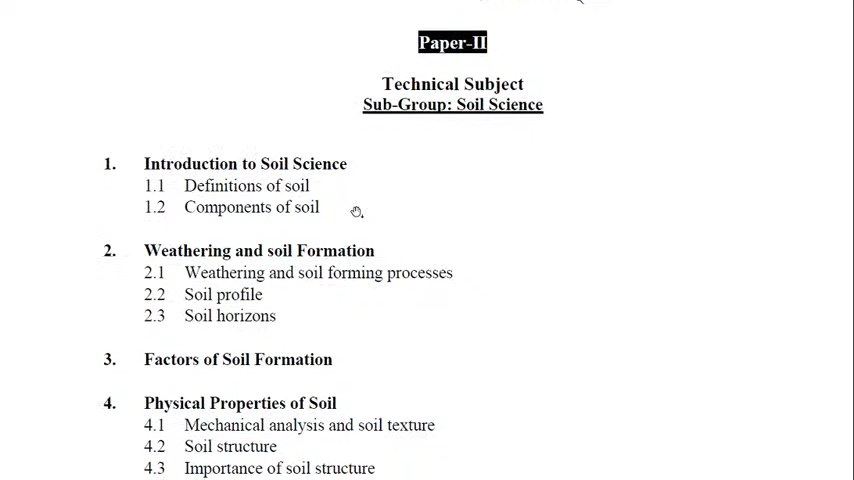 Paper-II
Technical Subject
Sub-Group: Soil Science
1. Introduction to Soil Science
1.1 Definitions of soil
1.2 Components of soil
2. Weathering and soil Formation
2.1 Weathering and soil forming processes
2.2 Soil profile
2.3 Soil horizons
3. Factors of Soil Formation
4. Physical Properties of Soil
4.1 Mechanical analysis and soil texture
4.2 Soil structure
4.3 Importance of soil structure